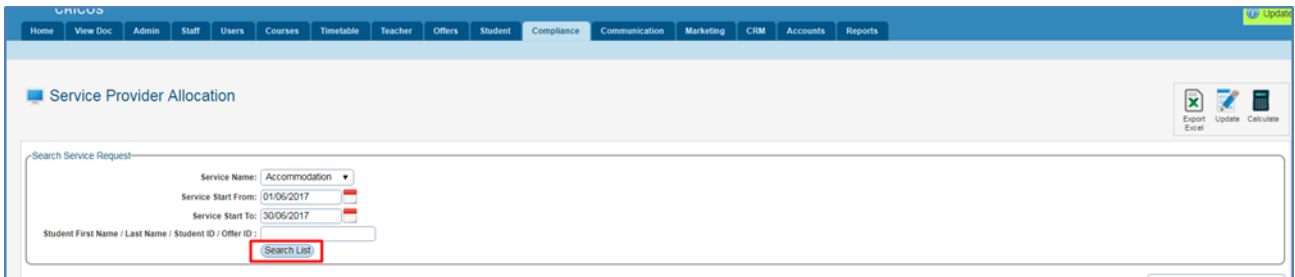 CRICOS
Update
Home View Doc Admin Staff Users Courses Timetable Teacher Offers Student Compliance Communication Marketing CRM Accounts Reports
Service Provider Allocation
Export Excel Update Calculate
Search Service Request
Service Name: Accommodation
Service Start From: 01/06/2017
Service Start To: 30/06/2017
Student First Name / Last Name / Student ID / Offer ID :
Search List